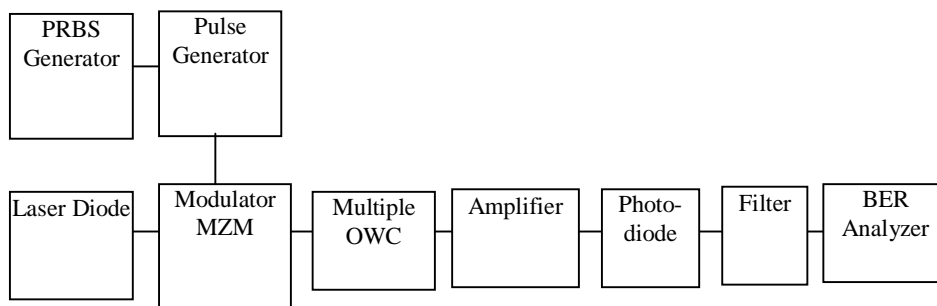 PRBS
Generator
Pulse
Generator
Laser Diode
Modulator
MZM
Multiple
OWC
Amplifier
Photo-
diode
Filter
BER
Analyzer